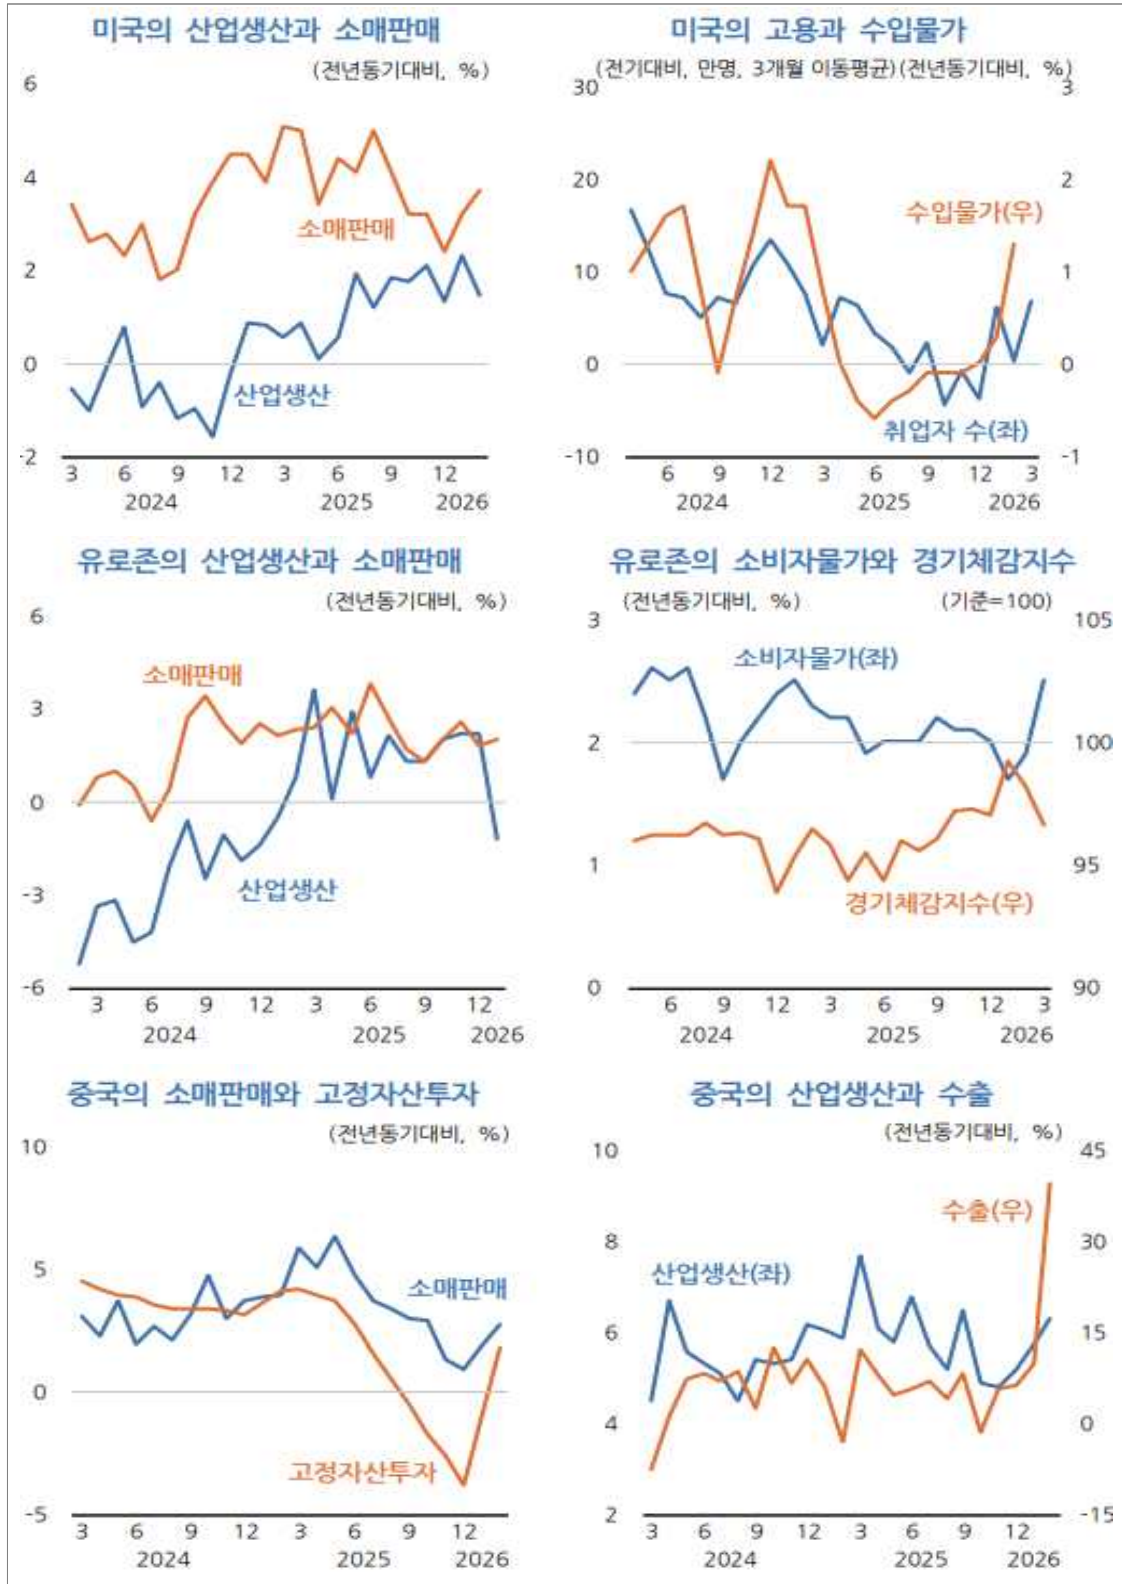 미국의 산업생산과 소매판매
(전년동기대비, %)
6
4
2
0
-2
소매판매
산업생산
3 6 9 12 3 6 9 12
2024 2025 2026
미국의 고용과 수입물가
(전기대비, 만명, 3개월 이동평균)(전년동기대비, %)
30 3
20 2
10 1
0 0
-10 -1
수입물가(우)
취업자 수(좌)
6 9 12 3 6 9 12 3
2024 2025 2026
유로존의 산업생산과 소매판매
(전년동기대비, %)
6
3
0
-3
-6
소매판매
산업생산
3 6 9 12 3 6 9 12
2024 2025 2026
유로존의 소비자물가와 경기체감지수
(전년동기대비, %) (기준=100)
3 105
2 100
1 95
0 90
소비자물가(좌)
경기체감지수(우)
6 9 12 3 6 9 12 3
2024 2025 2026
중국의 소매판매와 고정자산투자
(전년동기대비, %)
10
5
0
-5
소매판매
고정자산투자
3 6 9 12 3 6 9 12
2024 2025 2026
중국의 산업생산과 수출
(전년동기대비, %)
10 45
8 30
6 15
4 0
2 -15
수출(우)
산업생산(좌)
3 6 9 12 3 6 9 12
2024 2025 2026